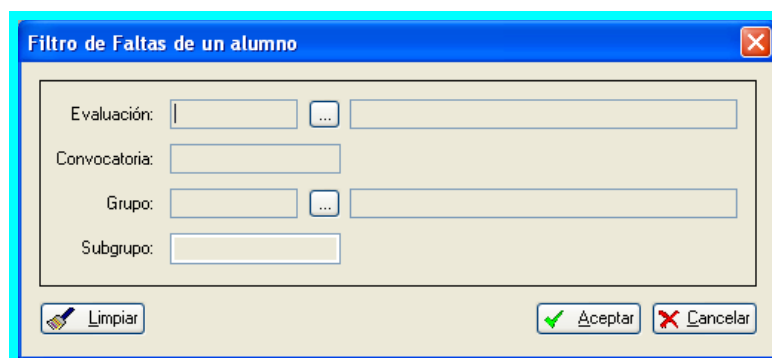 Filtro de Faltas de un alumno
Evaluación: ...
Convocatoria:
Grupo: ...
Subgrupo:
Limpiar Aceptar Cancelar